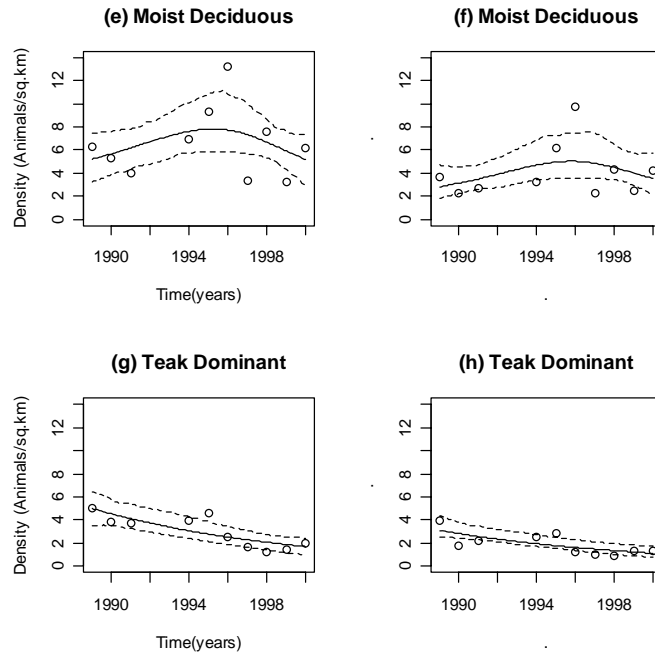 (e) Moist Deciduous
Density (Animals/sq.km)
12
8
6
4
2
0
1990 1994 1998
Time(years)
(f) Moist Deciduous
12
8
6
4
2
0
1990 1994 1998
(g) Teak Dominant
Density (Animals/sq.km)
12
8
6
4
2
0
1990 1994 1998
Time(years)
(h) Teak Dominant
12
8
6
4
2
0
1990 1994 1998